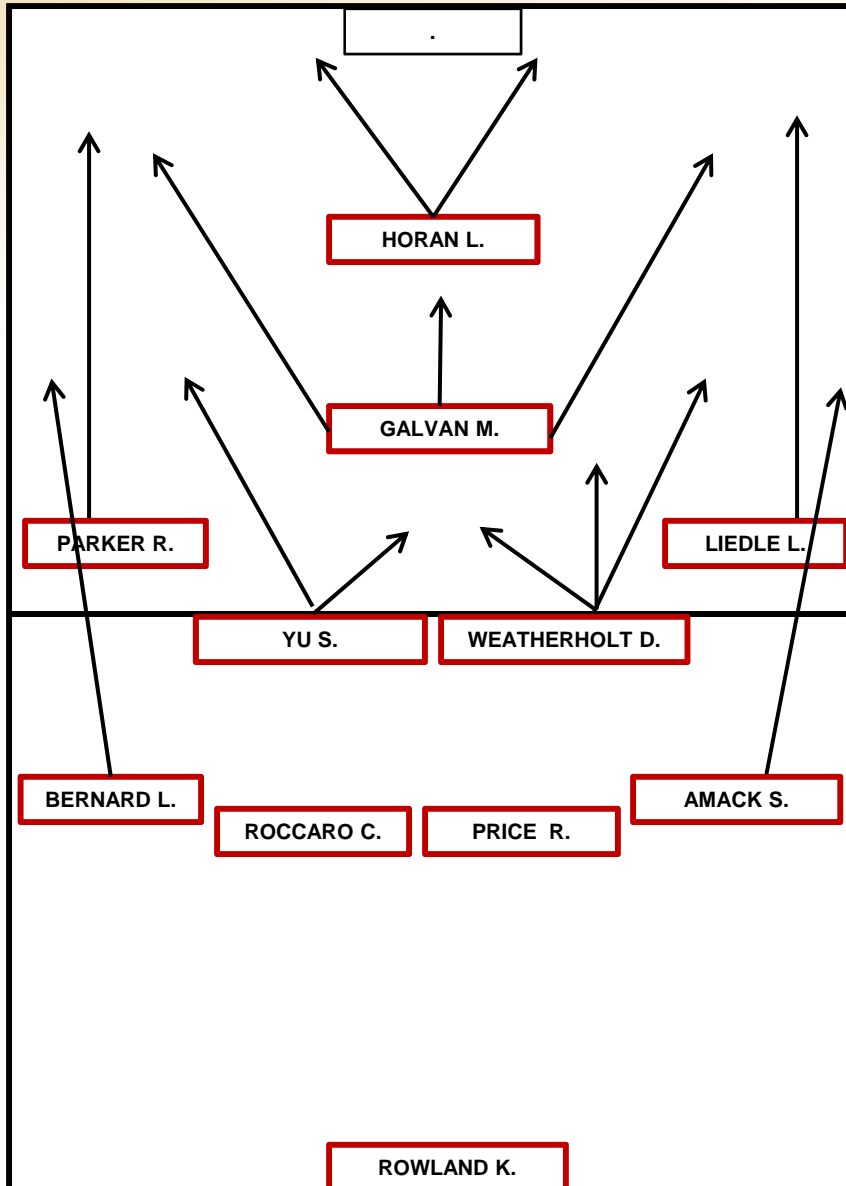 .
HORAN L.
GALVAN M.
PARKER R.
LIEDLE L.
YU S.
WEATHERHOLT D.
BERNARD L.
AMACK S.
ROCCARO C.
PRICE  R.
ROWLAND K.